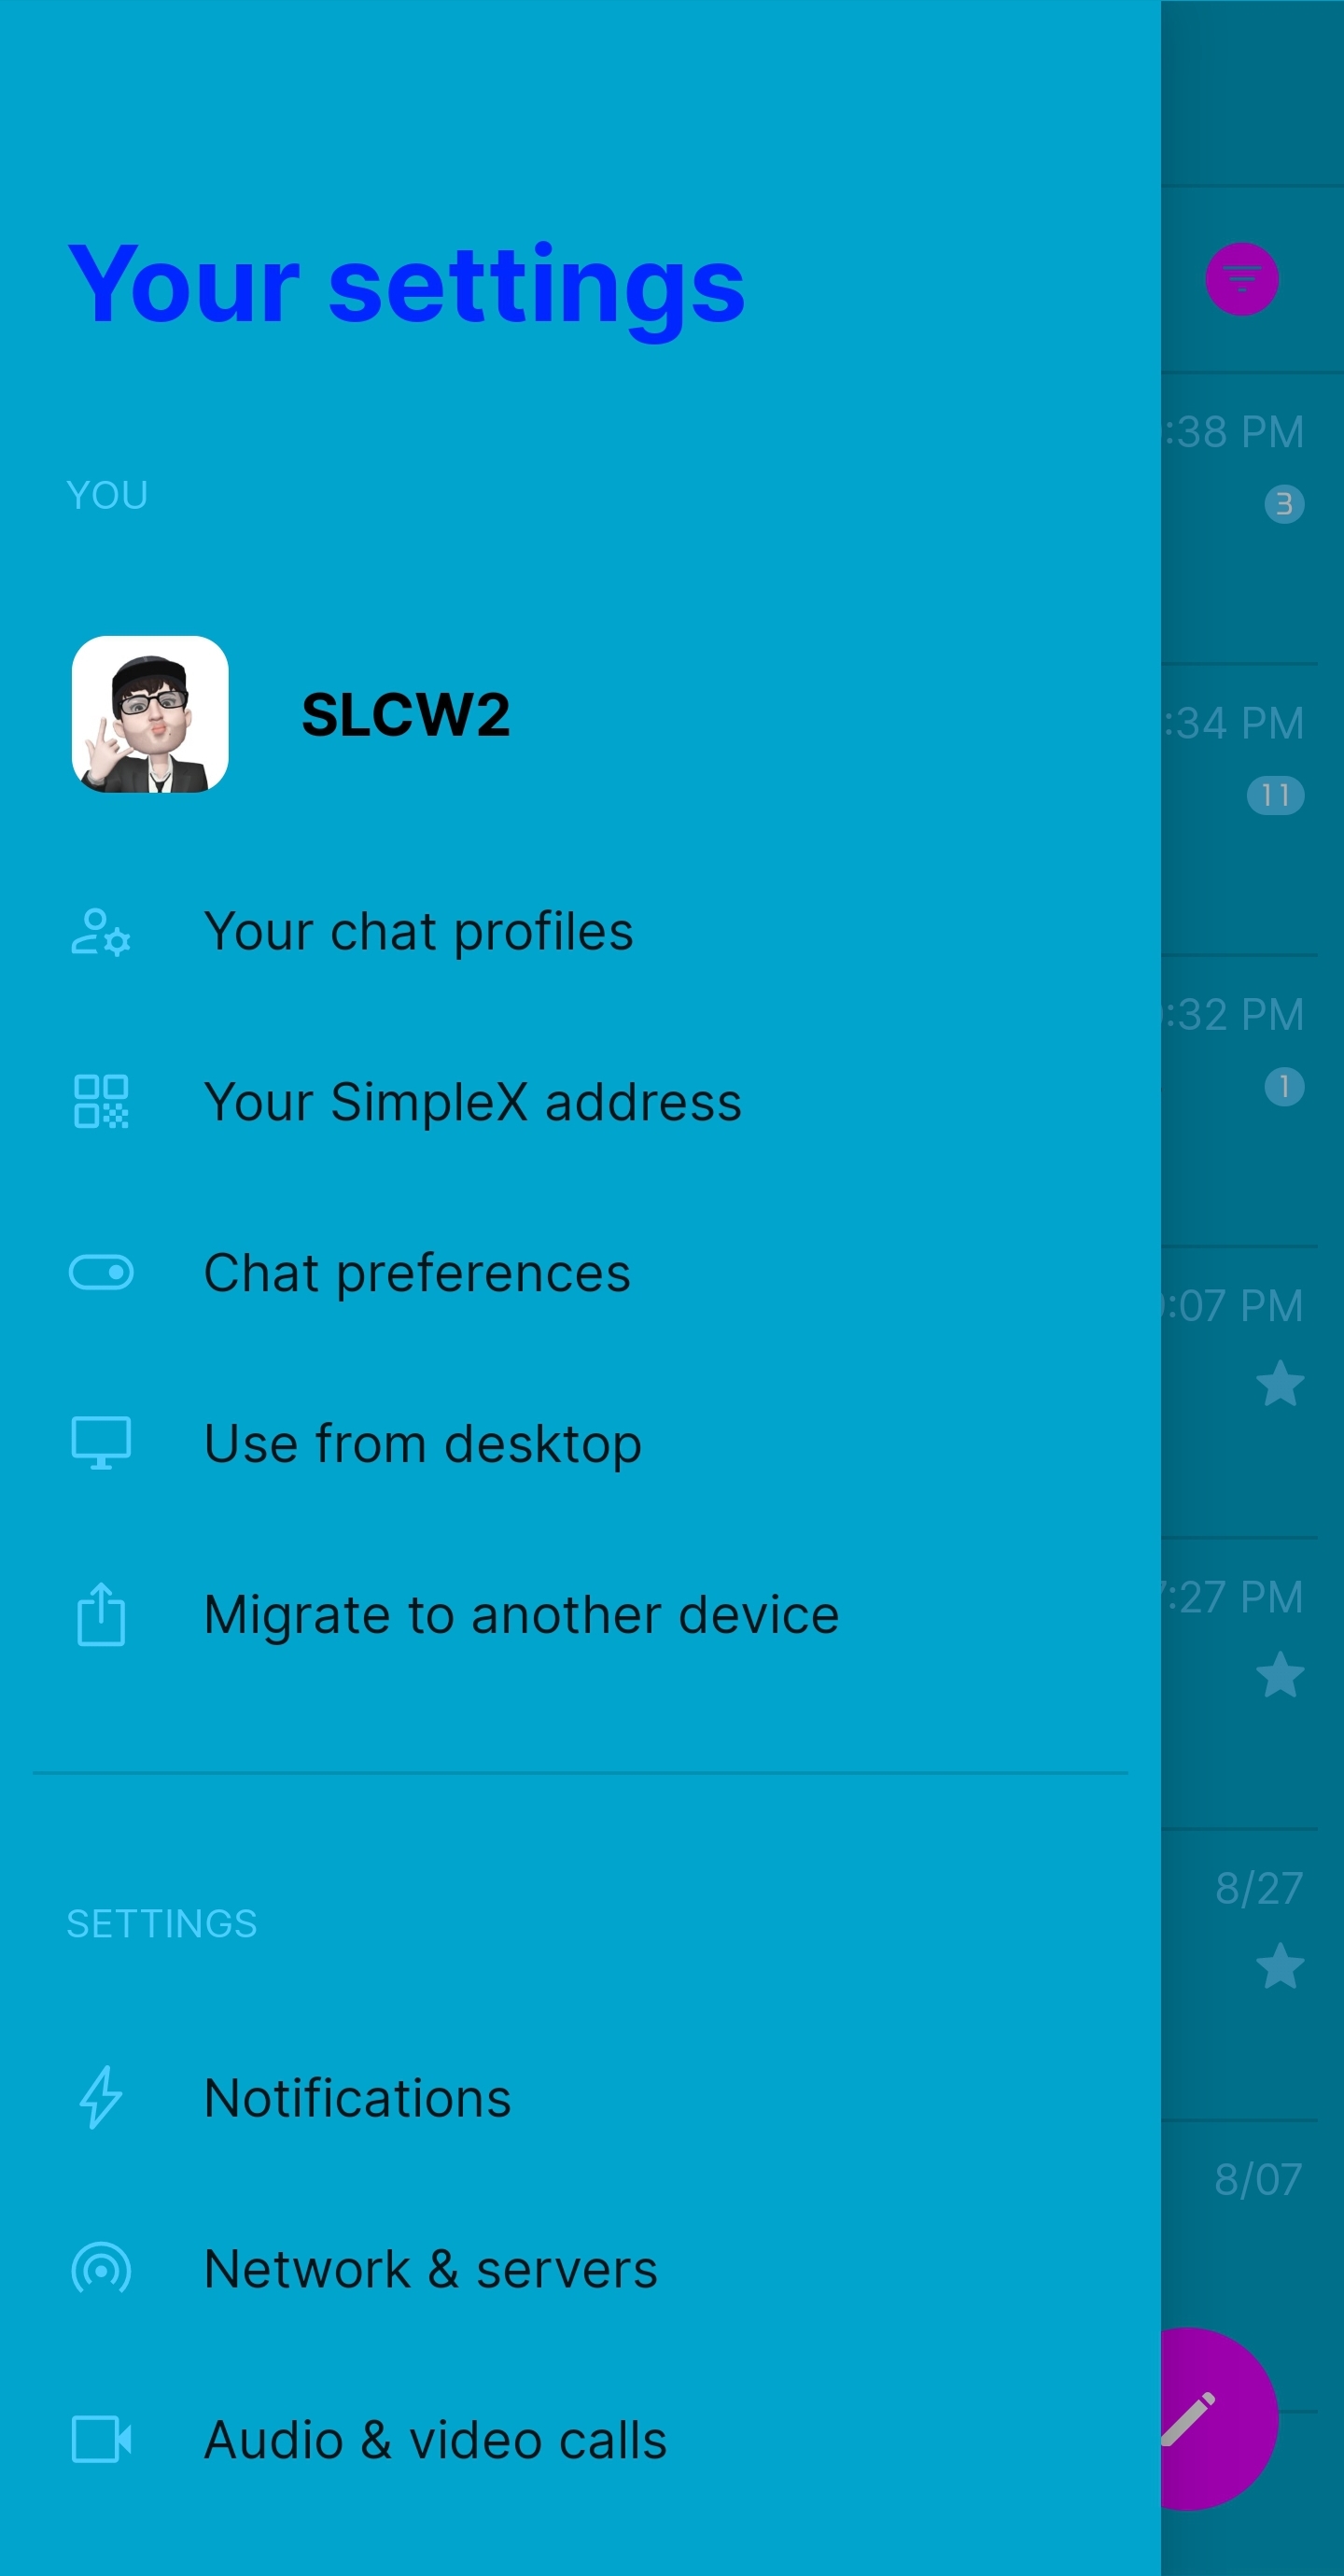 Your settings
YOU
SLCW2
Your chat profiles
Your SimpleX address
Chat preferences
Use from desktop
Migrate to another device
SETTINGS
Notifications
Network & servers
Audio & video calls
:38 PM
3
:34 PM
11
:32 PM
1
:07 PM
:27 PM
8/27
8/07